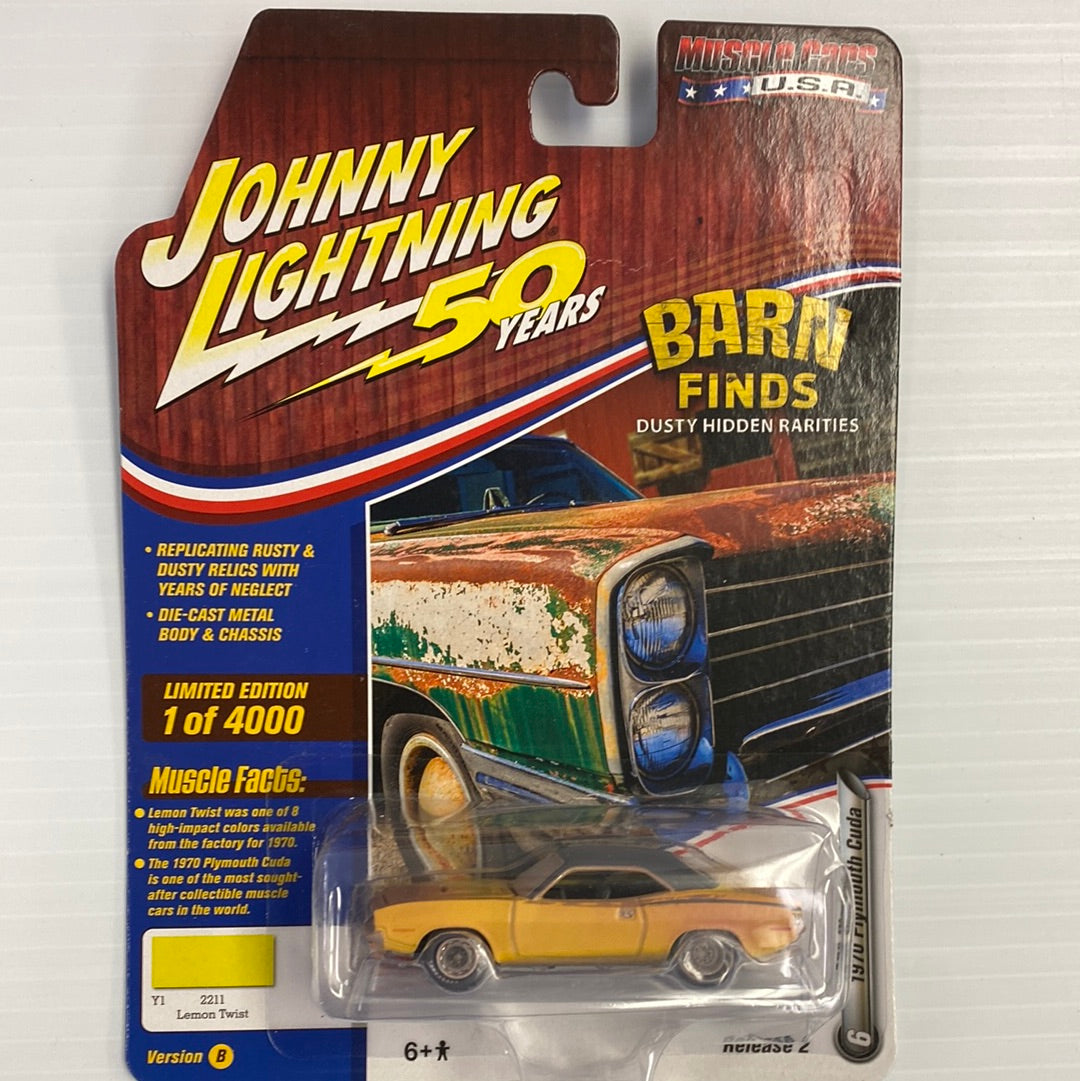 Muscle Cars
U.S.A.
JOHNNY
LIGHTNING
50
YEARS
BARN
FINDS
DUSTY HIDDEN RARITIES
• REPLICATING RUSTY &
DUSTY RELICS WITH
YEARS OF NEGLECT
• DIE-CAST METAL
BODY & CHASSIS
LIMITED EDITION
1 of 4000
Muscle Facts:
Lemon Twist was one of 8
high-impact colors available
from the factory for 1970.
The 1970 Plymouth Cuda
is one of the most sought-
after collectible muscle
cars in the world.
Y1 2211
Lemon Twist
Version B
6+
Release 2
1970 Plymouth Cuda
6